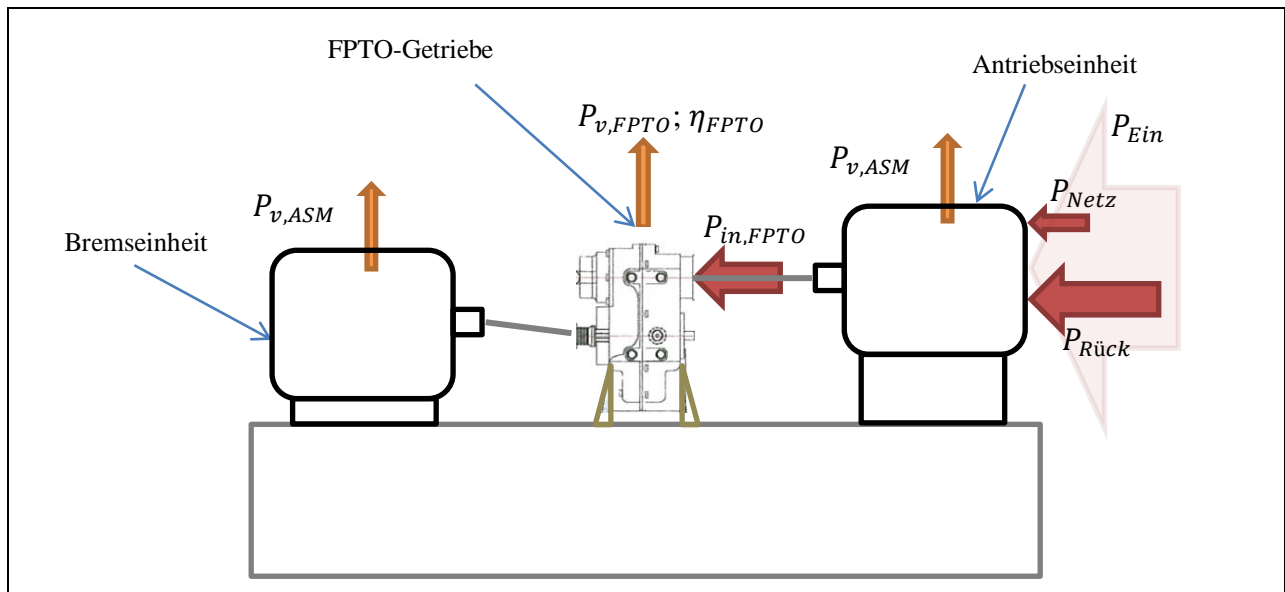 FPTO-Getriebe
Antriebseinheit
P_{v,FPTO}; η_{FPTO}
P_{Ein}
P_{v,ASM}
P_{Netz}
P_{v,ASM}
P_{in,FPTO}
Bremseinheit
P_{Rück}